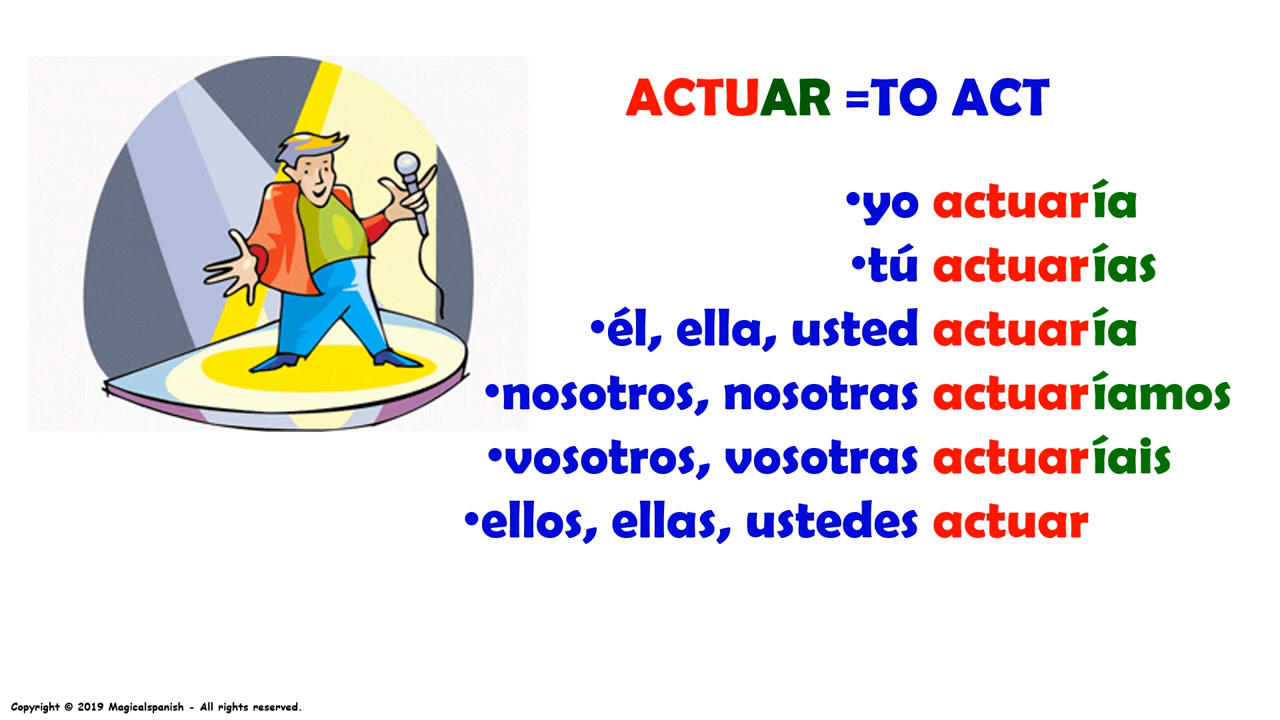 ACTUAR =TO ACT
•yo actuaría
•tú actuarías
•él, ella, usted actuaría
•nosotros, nosotras actuaríamos
•vosotros, vosotras actuaríais
•ellos, ellas, ustedes actuar
Copyright © 2019 Magicalspanish - All rights reserved.